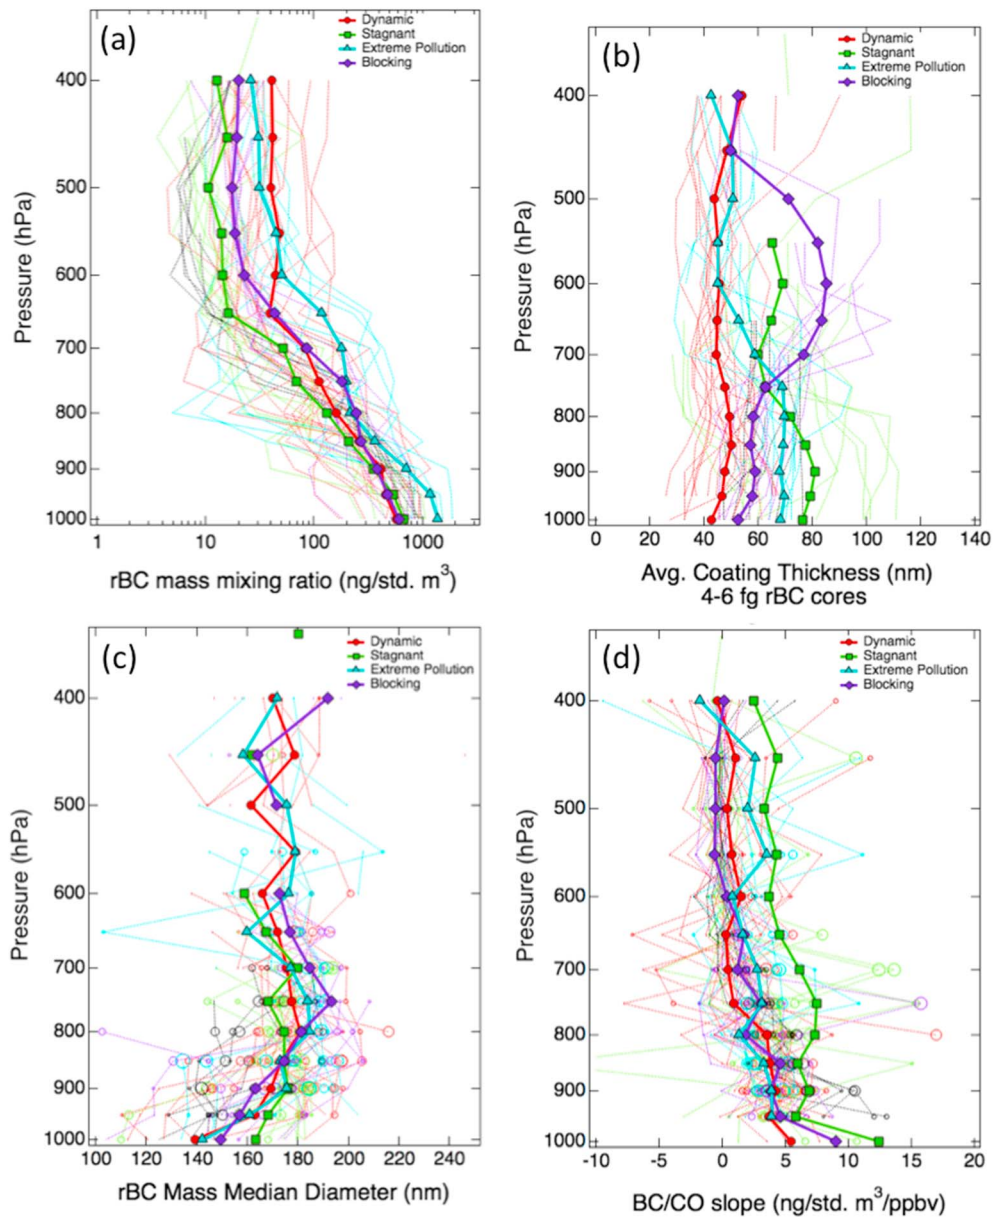 (a)
Dynamic
Stagnant
Extreme Pollution
Blocking
400
500
600
700
800
900
1000
Pressure (hPa)
1
10
100
1000
rBC mass mixing ratio (ng/std. m³)
(b)
Dynamic
Stagnant
Extreme Pollution
Blocking
400
500
600
700
800
900
1000
Pressure (hPa)
0
20
40
60
80
100
120
140
Avg. Coating Thickness (nm)
4-6 fg rBC cores
(c)
Dynamic
Stagnant
Extreme Pollution
Blocking
400
500
600
700
800
900
1000
Pressure (hPa)
100
120
140
160
180
200
220
240
rBC Mass Median Diameter (nm)
(d)
Dynamic
Stagnant
Extreme Pollution
Blocking
400
500
600
700
800
900
1000
Pressure (hPa)
-10
-5
0
5
10
15
20
BC/CO slope (ng/std. m³/ppbv)